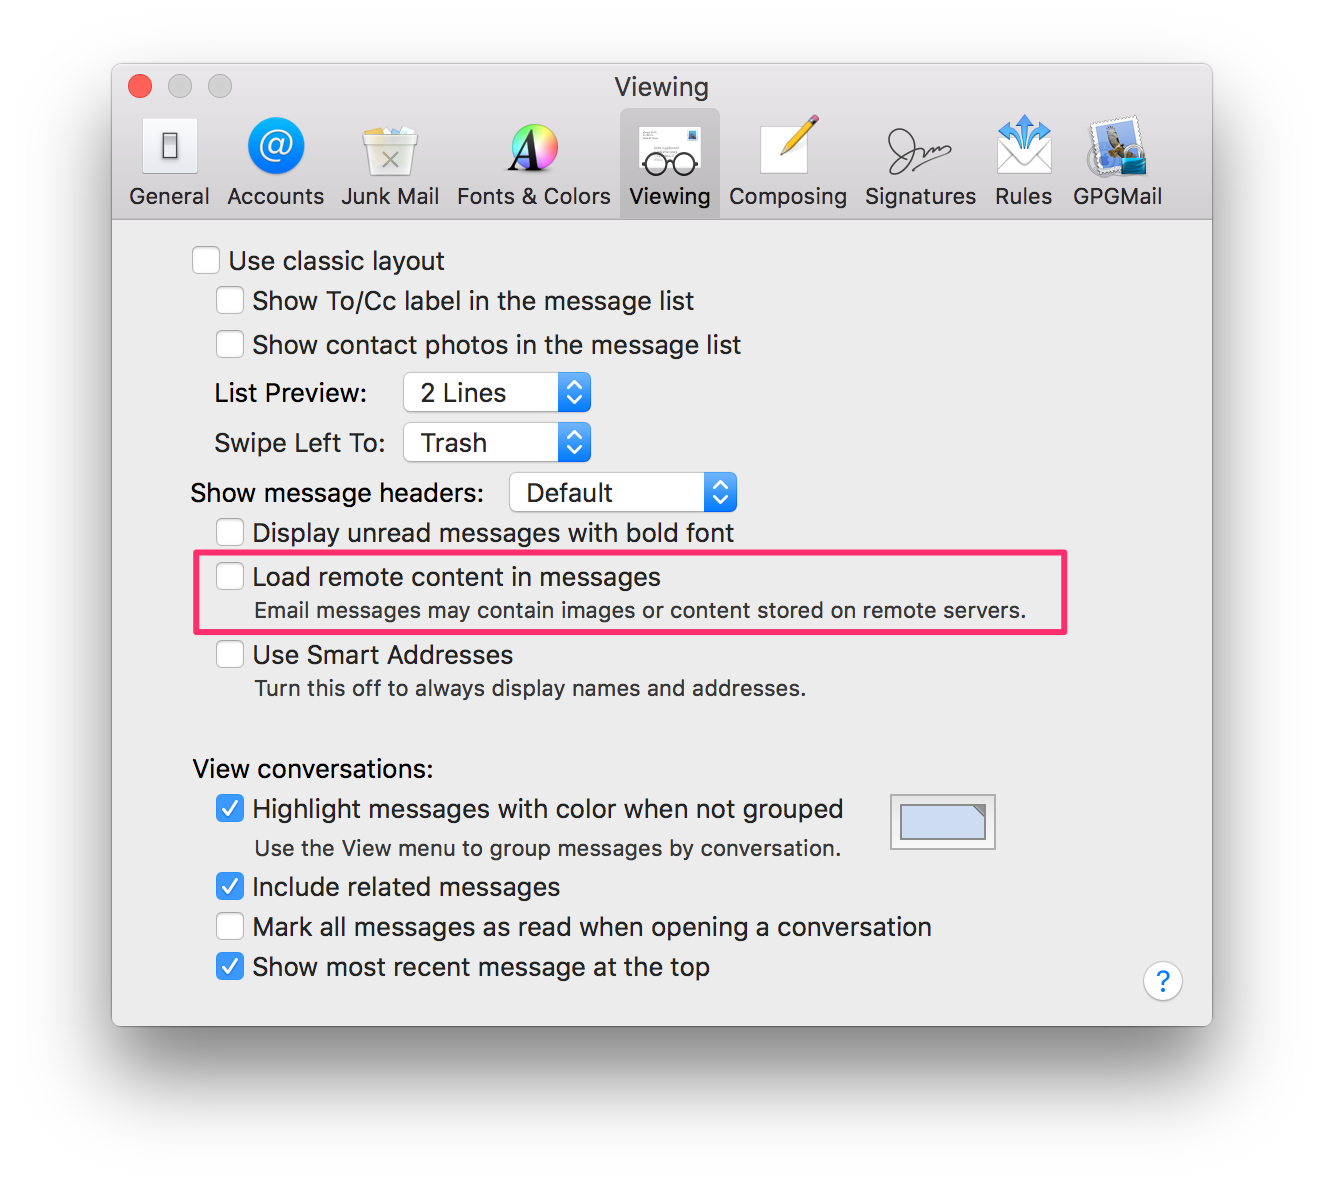 Viewing
General Accounts Junk Mail Fonts & Colors Viewing Composing Signatures Rules GPGMail
Use classic layout
Show To/Cc label in the message list
Show contact photos in the message list
List Preview: 2 Lines
Swipe Left To: Trash
Show message headers: Default
Display unread messages with bold font
Load remote content in messages
Email messages may contain images or content stored on remote servers.
Use Smart Addresses
Turn this off to always display names and addresses.
View conversations:
Highlight messages with color when not grouped
Use the View menu to group messages by conversation.
Include related messages
Mark all messages as read when opening a conversation
Show most recent message at the top
?